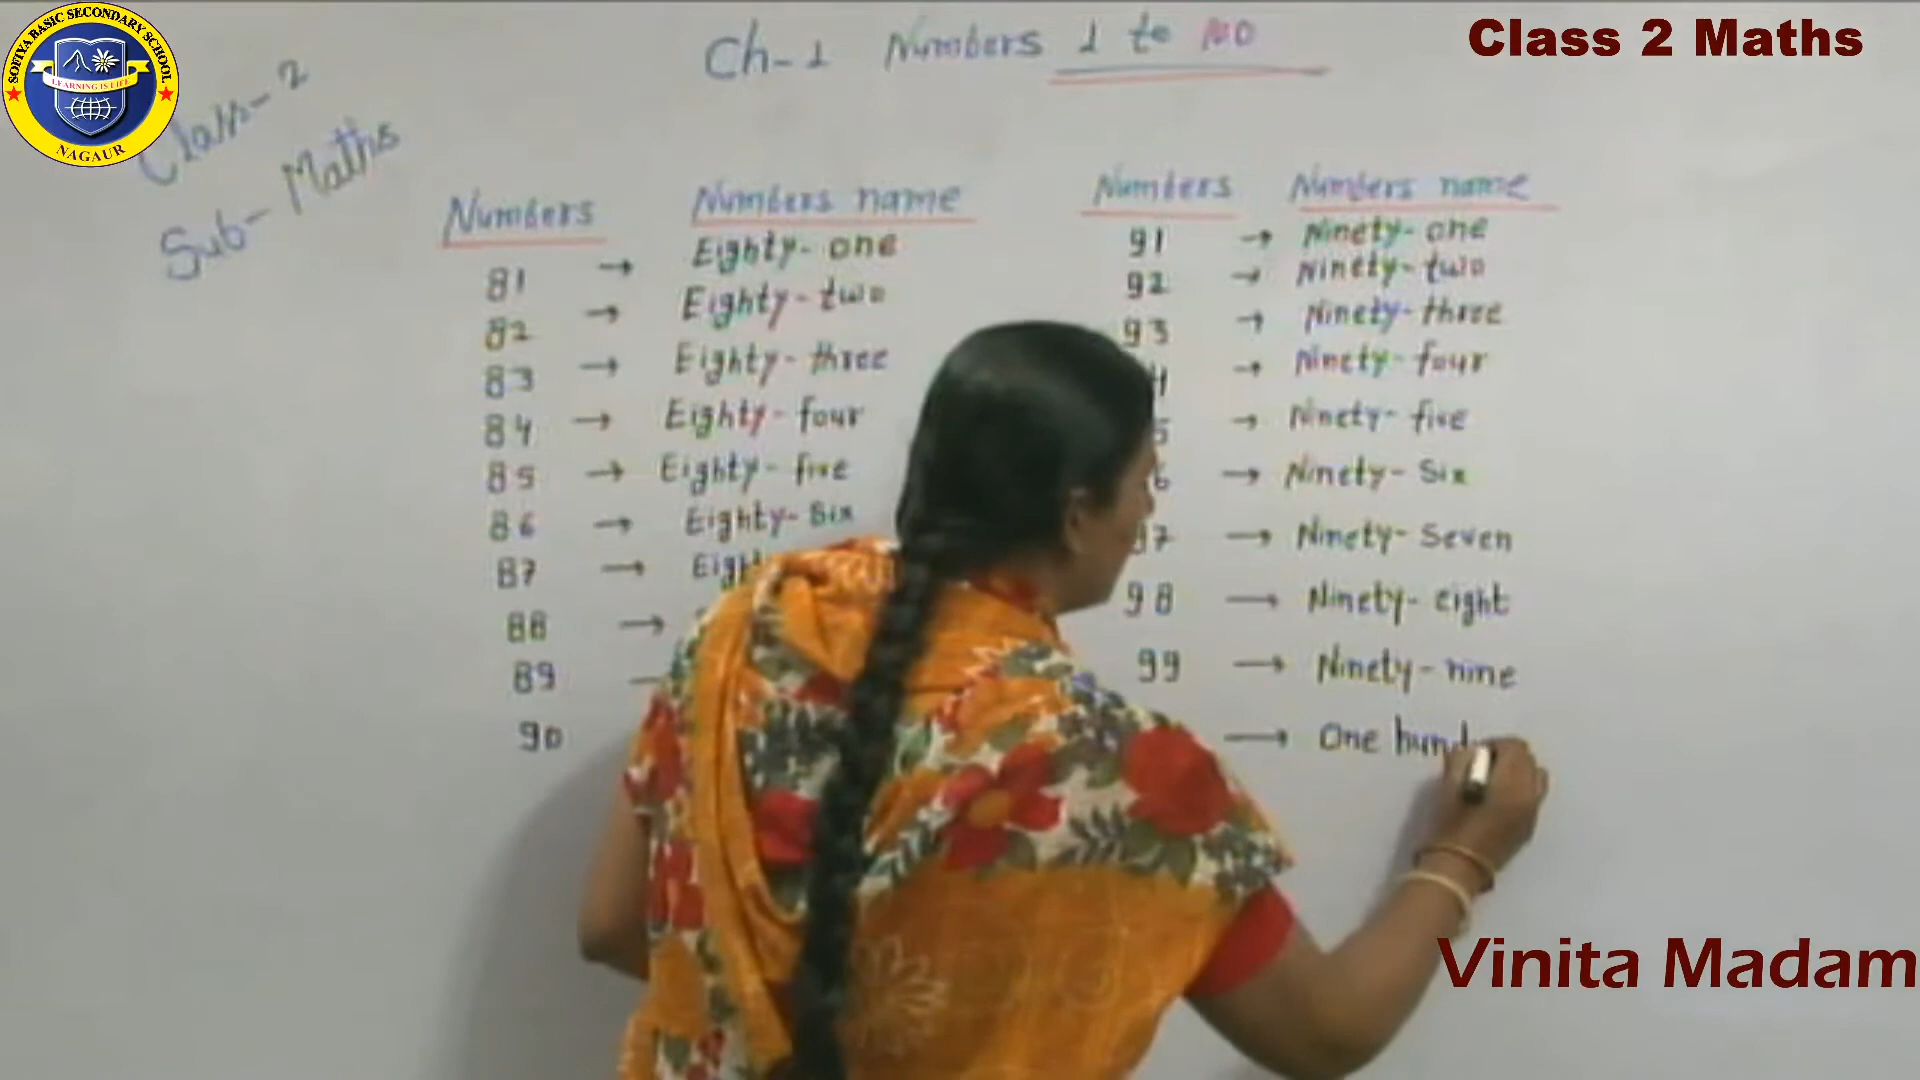 SOFIYA BASIC SECONDARY SCHOOL
LEARNING IS LIFE
NAGAUR
Class 2 Maths
Class-2
Sub-Maths
Ch-1 Numbers 1 to 100
Numbers Numbers name
81 → Eighty-one
82 → Eighty-two
83 → Eighty-three
84 → Eighty-four
85 → Eighty-five
86 → Eighty-Six
87 →
88 →
89
90
Numbers Numbers name
91 → Ninety-one
92 → Ninety-two
93 → Ninety-three
→ Ninety-four
→ Ninety-five
→ Ninety-Six
→ Ninety-Seven
98 → Ninety-eight
99 → Ninety-nine
→ One
Vinita Madam